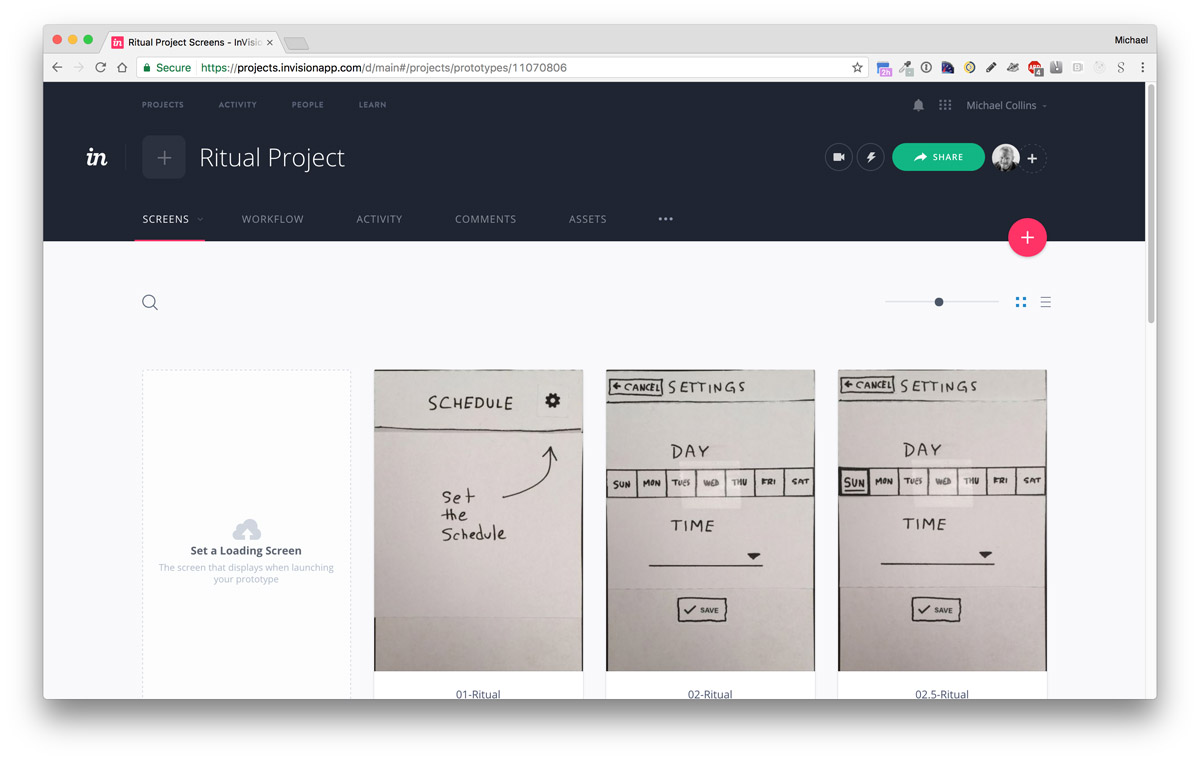 Ritual Project Screens - InVisio
Michael
Secure https://projects.invisionapp.com/d/main#/projects/prototypes/11070806
PROJECTS ACTIVITY PEOPLE LEARN
Michael Collins
in
Ritual Project
SHARE
SCREENS WORKFLOW ACTIVITY COMMENTS ASSETS
Set a Loading Screen
The screen that displays when launching
your prototype
SCHEDULE
Set
the
Schedule
01-Ritual
CANCEL SETTINGS
DAY
SUN MON TUES WED THU FRI SAT
TIME
SAVE
02-Ritual
CANCEL SETTINGS
DAY
SUN MON TUES WED THU FRI SAT
TIME
SAVE
02.5-Ritual